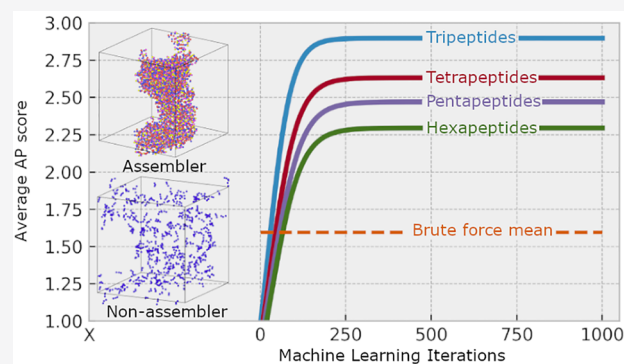 3.00
2.75
2.50
2.25
2.00
1.75
1.50
1.25
1.00
Average AP score
Assembler
Non-assembler
Tripeptides
Tetrapeptides
Pentapeptides
Hexapeptides
Brute force mean
X 0 250 500 750 1000
Machine Learning Iterations